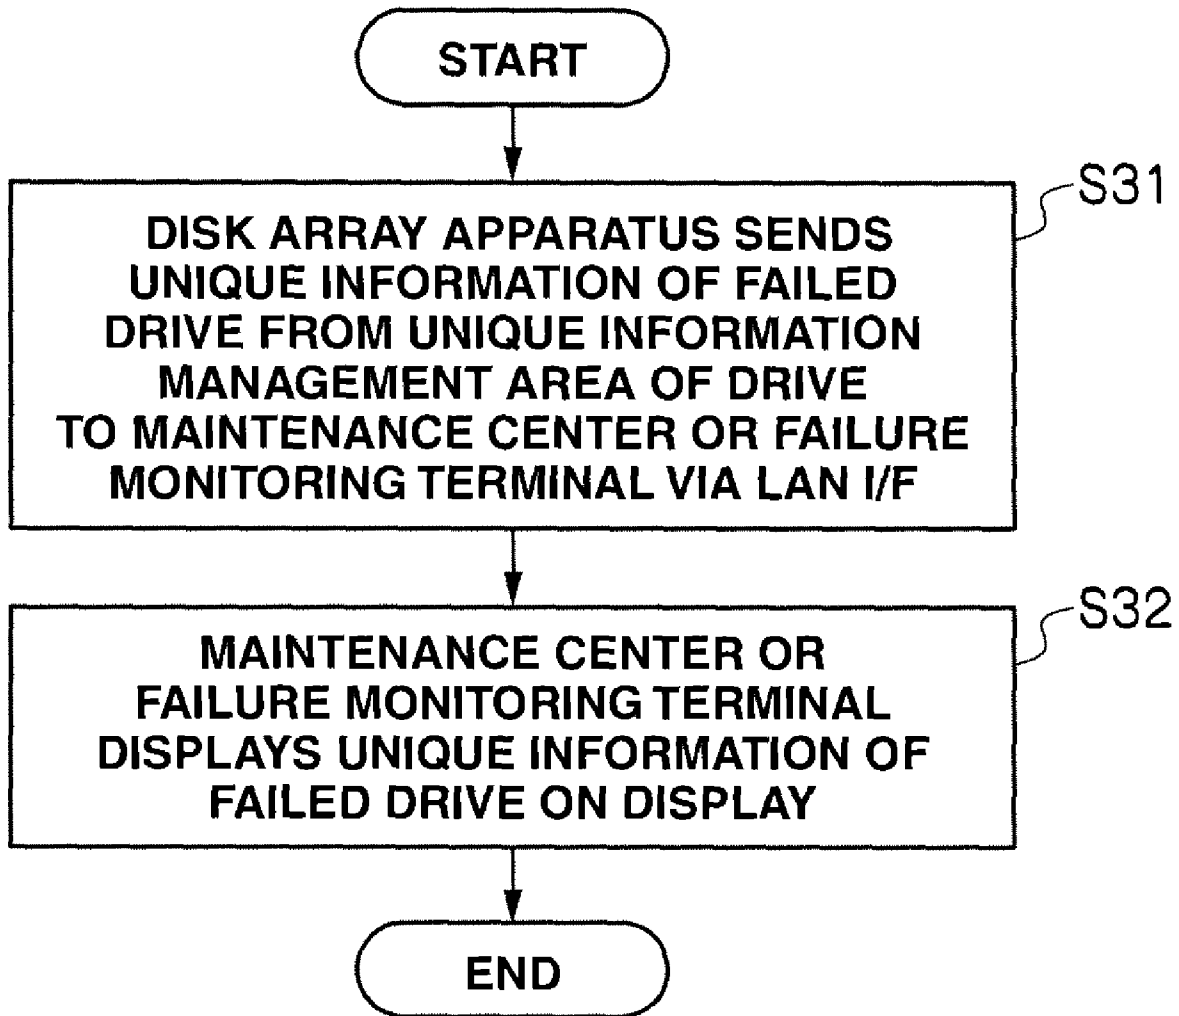 START
S31
DISK ARRAY APPARATUS SENDS
UNIQUE INFORMATION OF FAILED
DRIVE FROM UNIQUE INFORMATION
MANAGEMENT AREA OF DRIVE
TO MAINTENANCE CENTER OR FAILURE
MONITORING TERMINAL VIA LAN I/F
S32
MAINTENANCE CENTER OR
FAILURE MONITORING TERMINAL
DISPLAYS UNIQUE INFORMATION OF
FAILED DRIVE ON DISPLAY
END